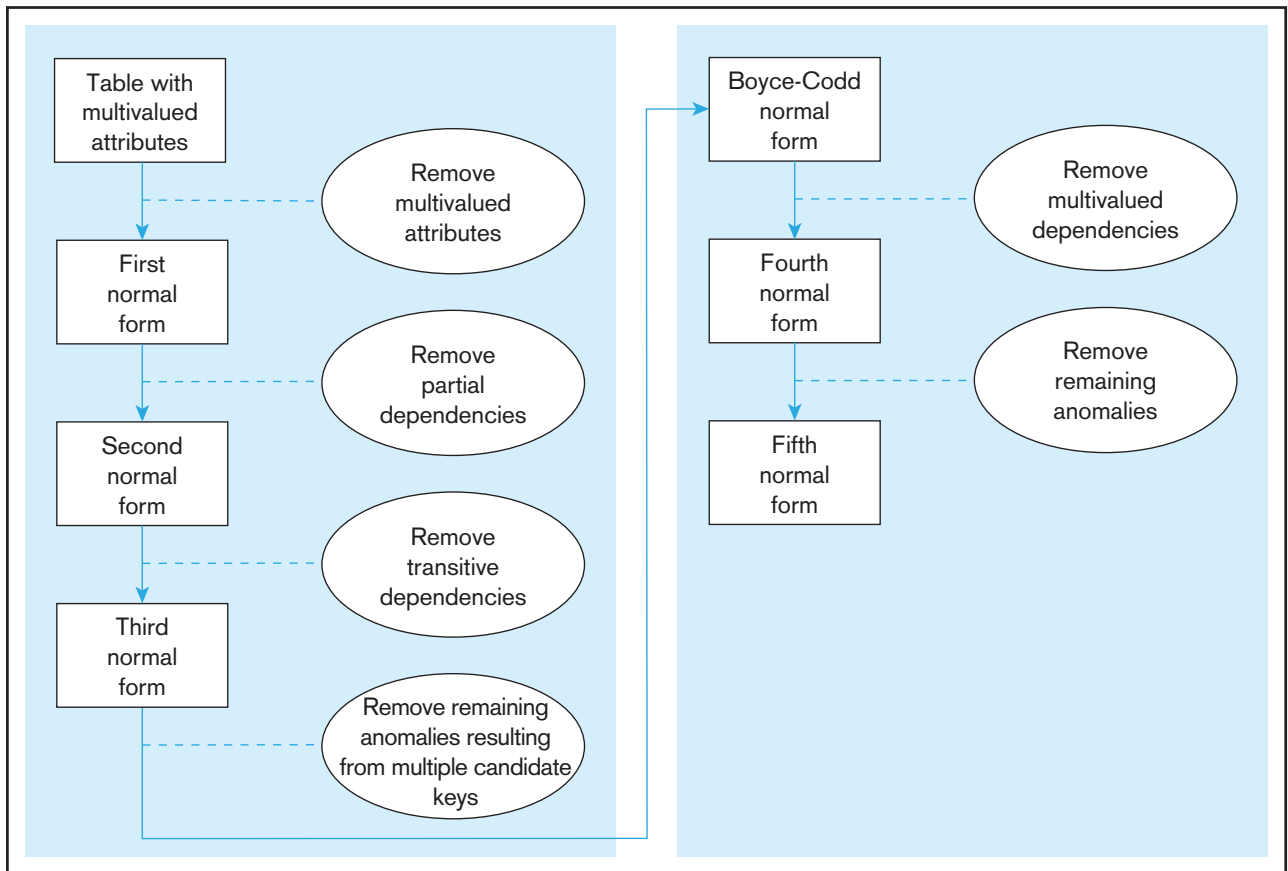 Table with
multivalued
attributes
Remove
multivalued
attributes
First
normal
form
Remove
partial
dependencies
Second
normal
form
Remove
transitive
dependencies
Third
normal
form
Remove remaining
anomalies resulting
from multiple candidate
keys
Boyce-Codd
normal
form
Remove
multivalued
dependencies
Fourth
normal
form
Remove
remaining
anomalies
Fifth
normal
form